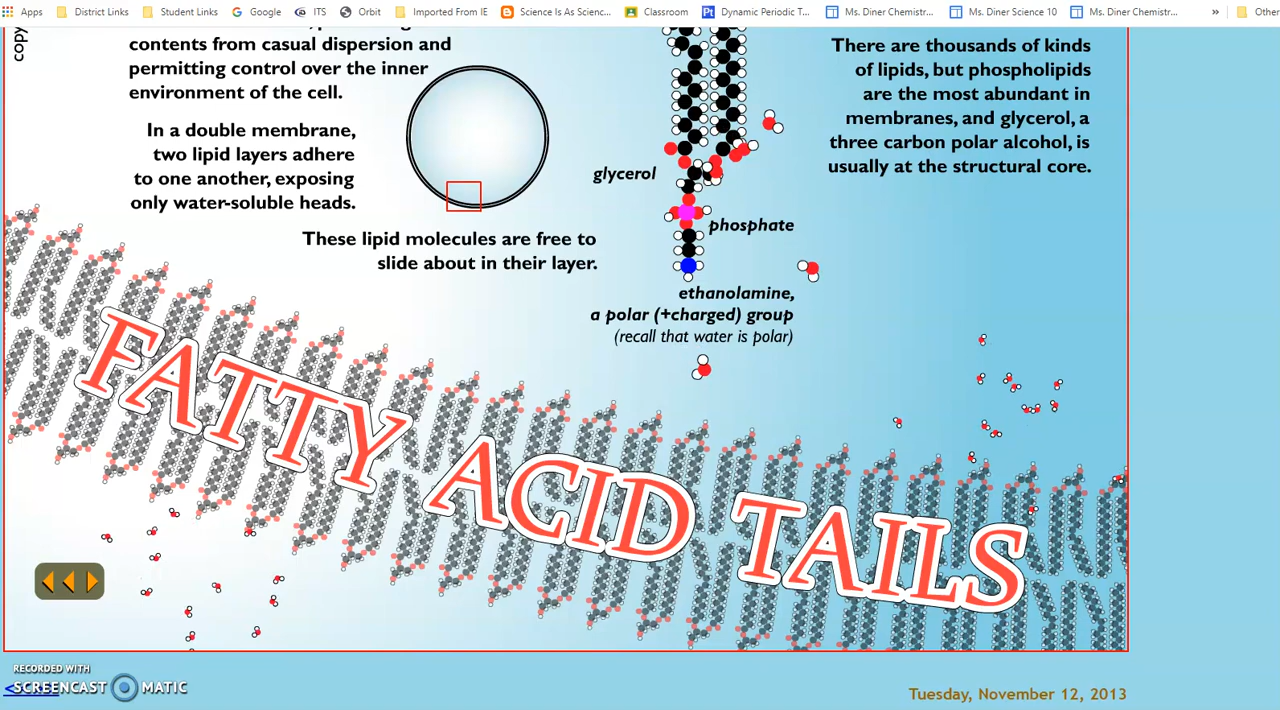 Apps District Links Student Links Google ITS Orbit Imported From IE Science Is As Scienc... Classroom Dynamic Periodic T... Ms. Diner Chemistr... Ms. Diner Science 10 Ms. Diner Chemistr... » Other
copy
contents from casual dispersion and
permitting control over the inner
environment of the cell.
In a double membrane,
two lipid layers adhere
to one another, exposing
only water-soluble heads.
These lipid molecules are free to
slide about in their layer.
glycerol
phosphate
ethanolamine,
a polar (+charged) group
(recall that water is polar)
There are thousands of kinds
of lipids, but phospholipids
are the most abundant in
membranes, and glycerol, a
three carbon polar alcohol, is
usually at the structural core.
FATTY ACID TAILS
RECORDED WITH
SCREENCAST MATIC
Tuesday, November 12, 2013